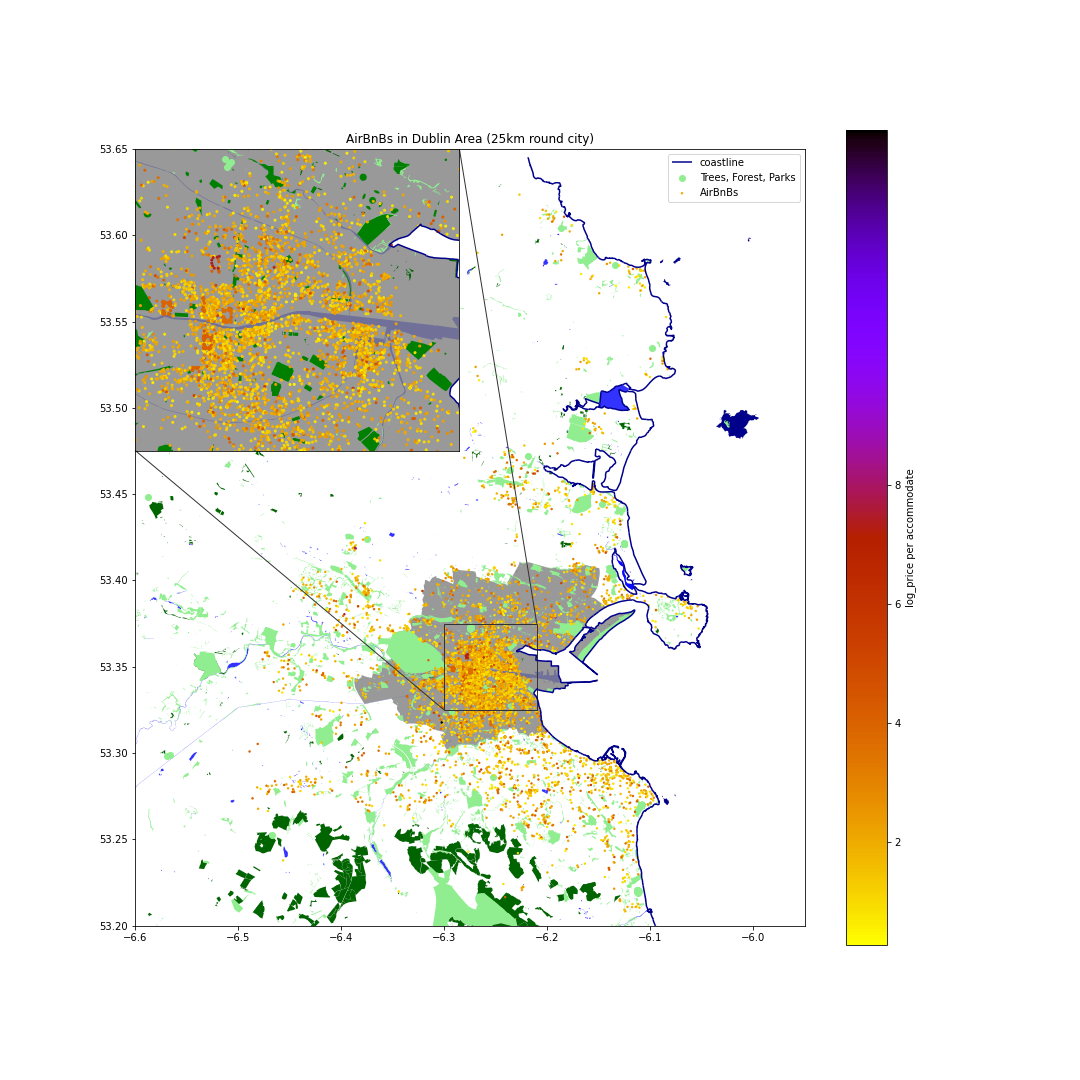 AirBnBs in Dublin Area (25km round city)
coastline
Trees, Forest, Parks
AirBnBs
53.65
53.60
53.55
53.50
53.45
53.40
53.35
53.30
53.25
53.20
−6.6 −6.5 −6.4 −6.3 −6.2 −6.1 −6.0
8
6
4
2
log_price per accommodate